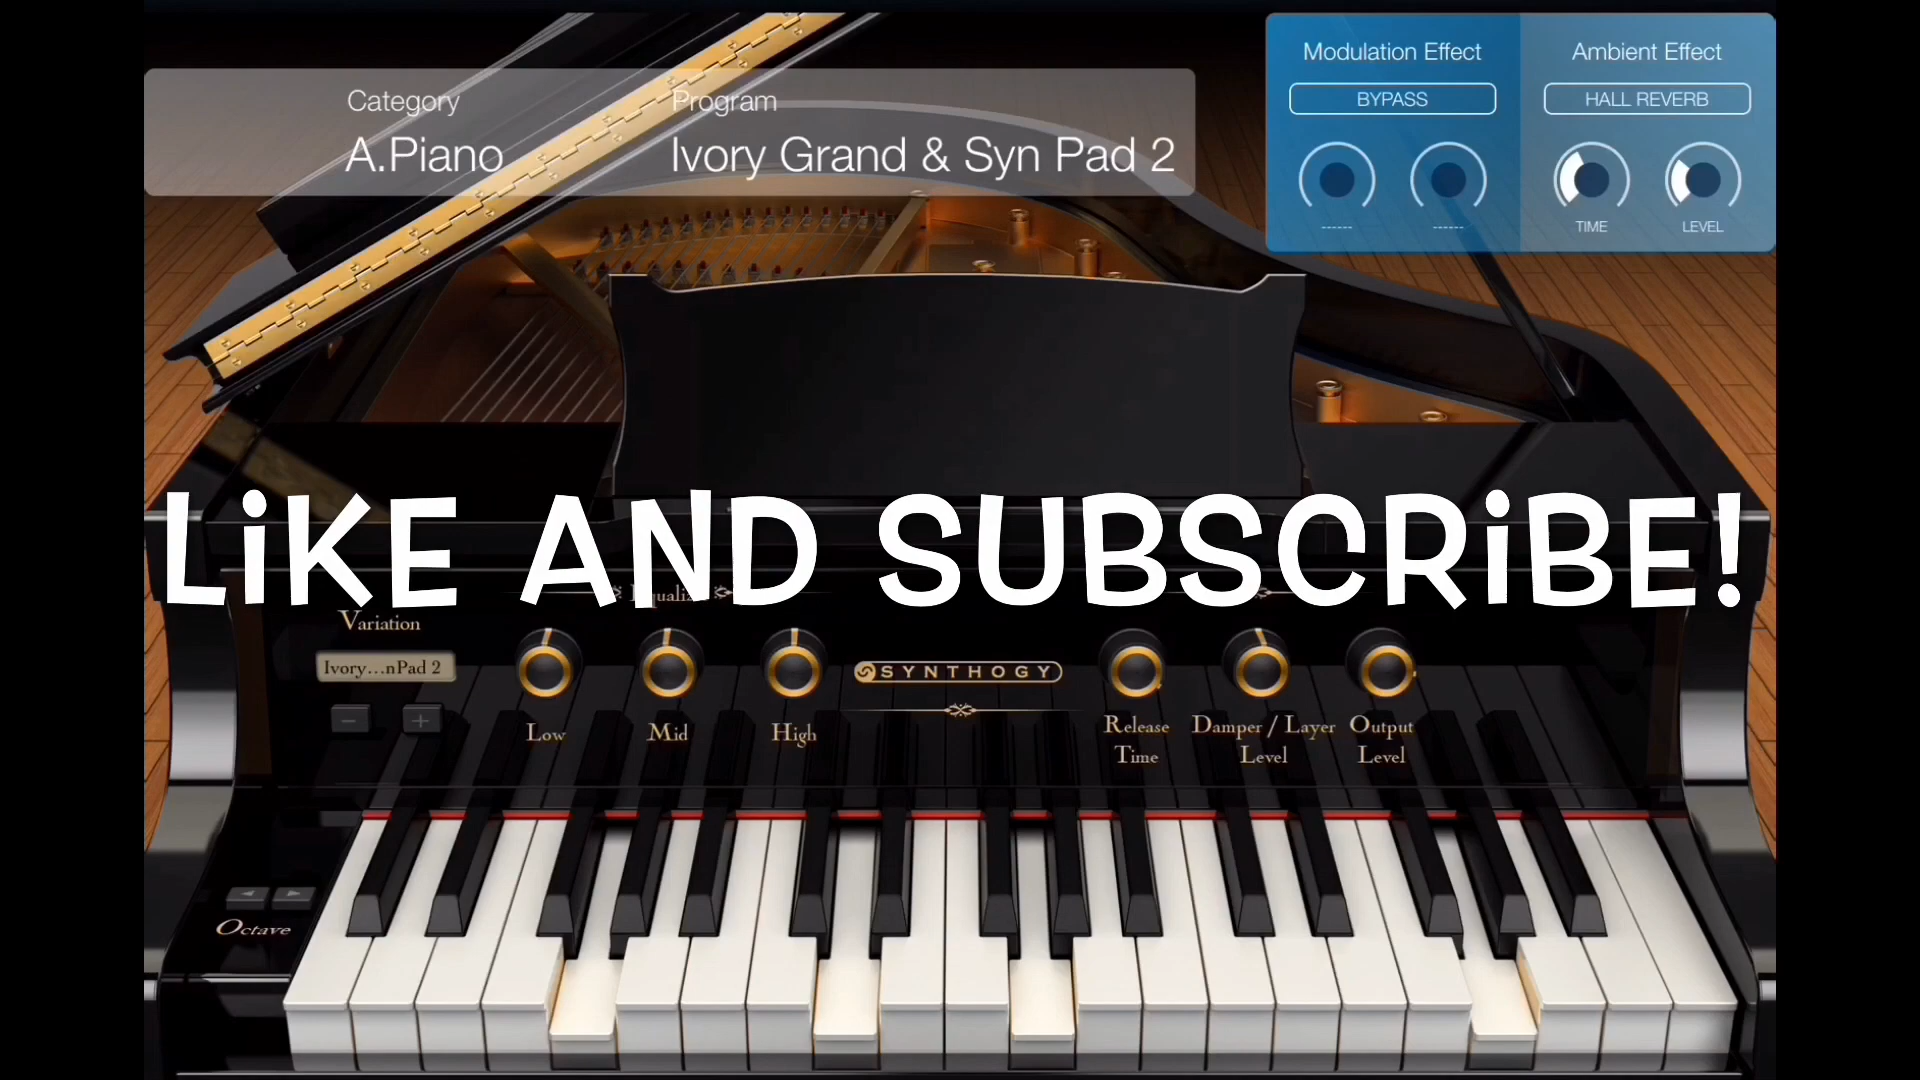 Modulation Effect
Ambient Effect
BYPASS
HALL REVERB
Category
Program
A.Piano
Ivory Grand & Syn Pad 2
------
------
TIME
LEVEL
LiKE AND SUBSCRiBE!
Variation
Ivory...nPad 2
SYNTHOGY
−
+
Low
Mid
High
Release Time
Damper / Layer Level
Output Level
Octave